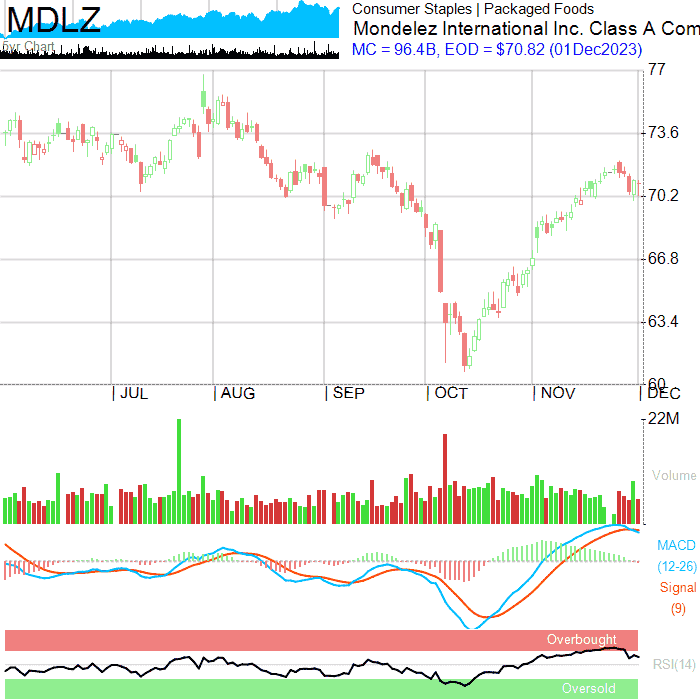 MDLZ
5yr Chart
Consumer Staples | Packaged Foods
Mondelez International Inc. Class A Com
MC = 96.4B, EOD = $70.82 (01Dec2023)
77
73.6
70.2
66.8
63.4
60
JUL
AUG
SEP
OCT
NOV
DEC
22M
Volume
MACD
(12-26)
Signal
(9)
Overbought
RSI(14)
Oversold